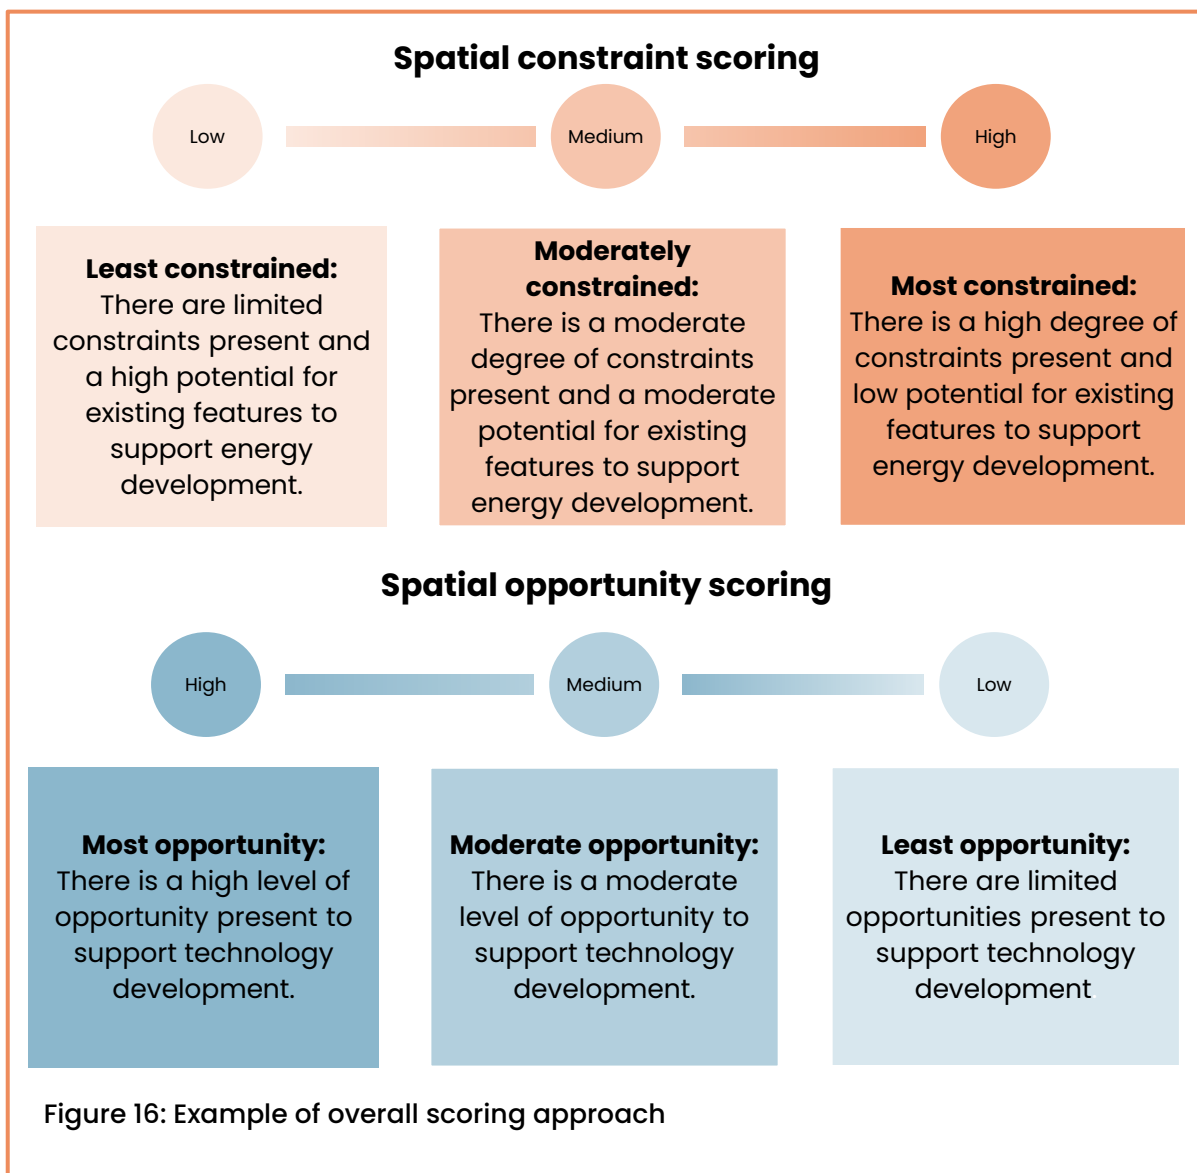 Spatial constraint scoring
Low
Medium
High
Least constrained:
There are limited
constraints present and
a high potential for
existing features to
support energy
development.
Moderately
constrained:
There is a moderate
degree of constraints
present and a moderate
potential for existing
features to support
energy development.
Most constrained:
There is a high degree of
constraints present and
low potential for existing
features to support
energy development.
Spatial opportunity scoring
High
Medium
Low
Most opportunity:
There is a high level of
opportunity present to
support technology
development.
Moderate opportunity:
There is a moderate
level of opportunity to
support technology
development.
Least opportunity:
There are limited
opportunities present to
support technology
development.
Figure 16: Example of overall scoring approach